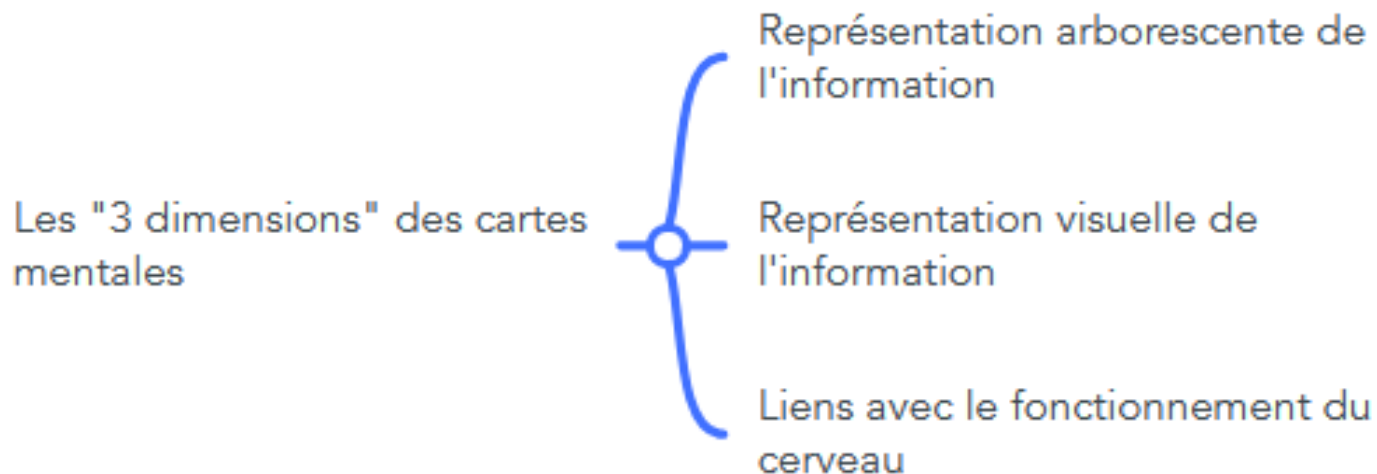 Les "3 dimensions" des cartes
mentales
Représentation arborescente de
l'information
Représentation visuelle de
l'information
Liens avec le fonctionnement du
cerveau